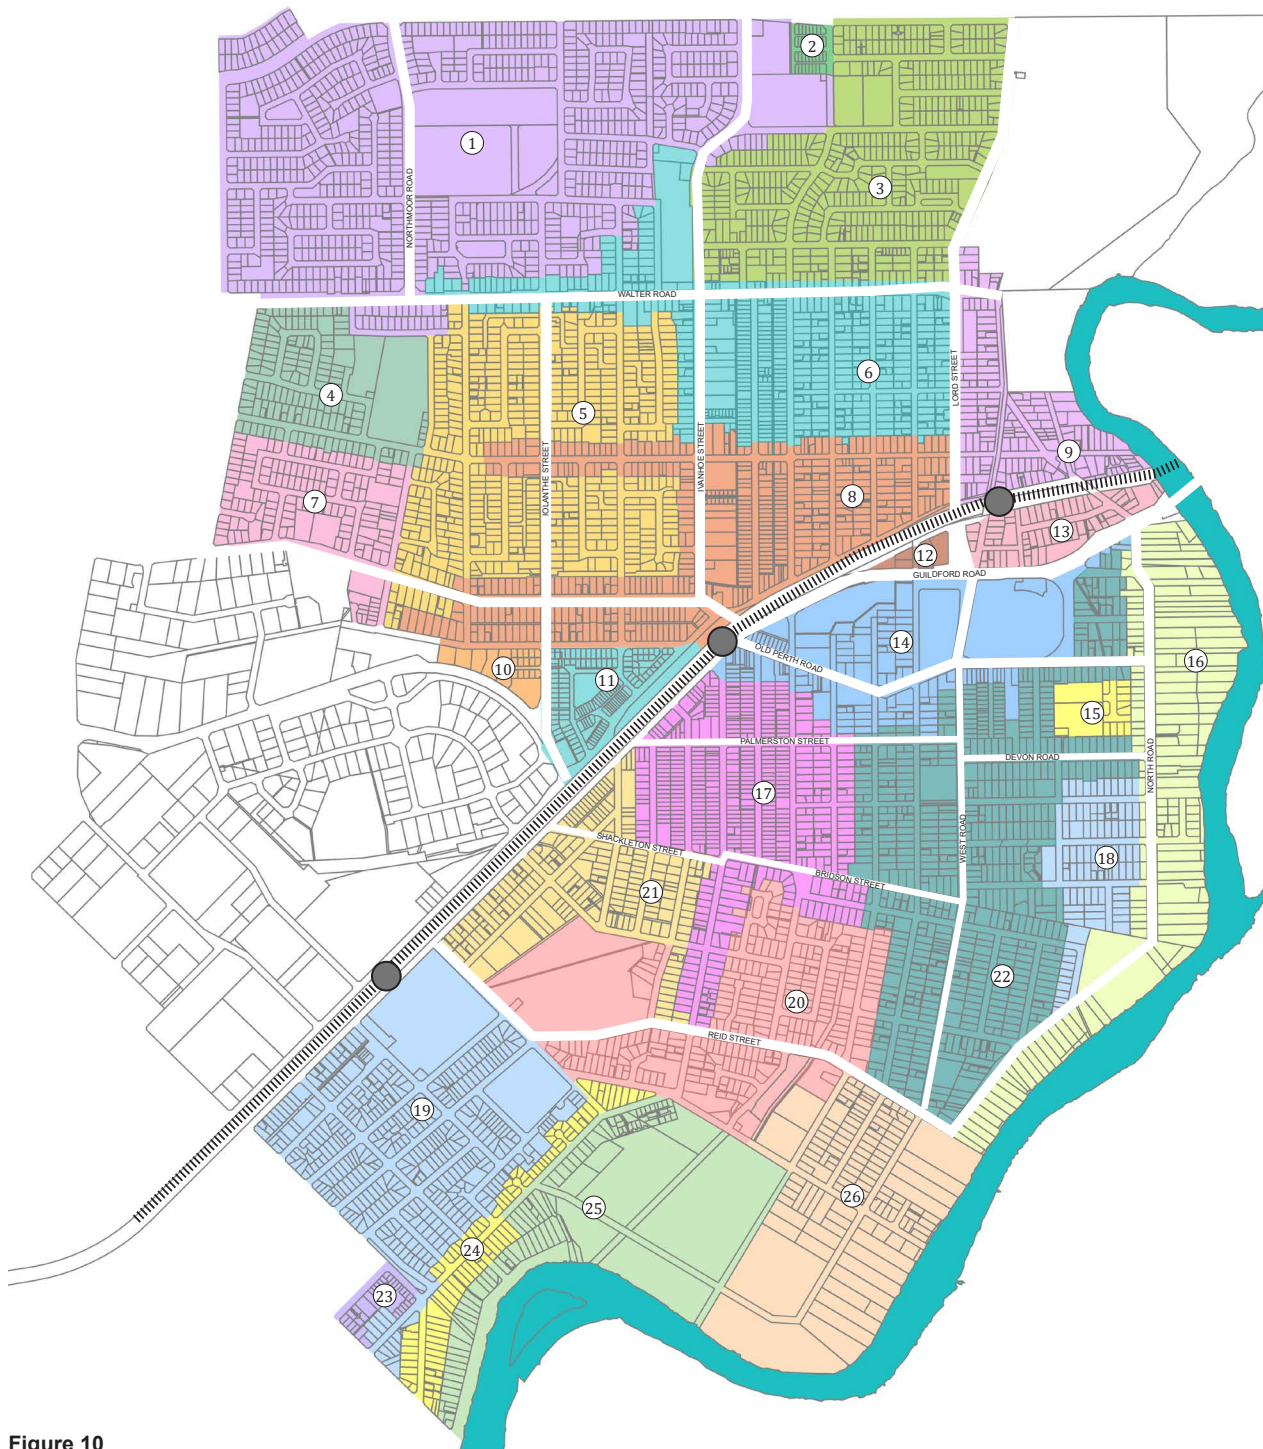 2
1
3
NORTHMOOR ROAD
WALTER ROAD
6
LORD STREET
4
5
IOLANTHE STREET
IVANHOE STREET
9
7
8
13
12
GUILDFORD ROAD
14
OLD PERTH ROAD
10
11
16
15
PALMERSTON STREET
DEVON ROAD
NORTH ROAD
17
SHACKLETON STREET
WEST ROAD
18
BRIDSON STREET
21
22
20
REID STREET
19
26
25
24
23
Figure 10